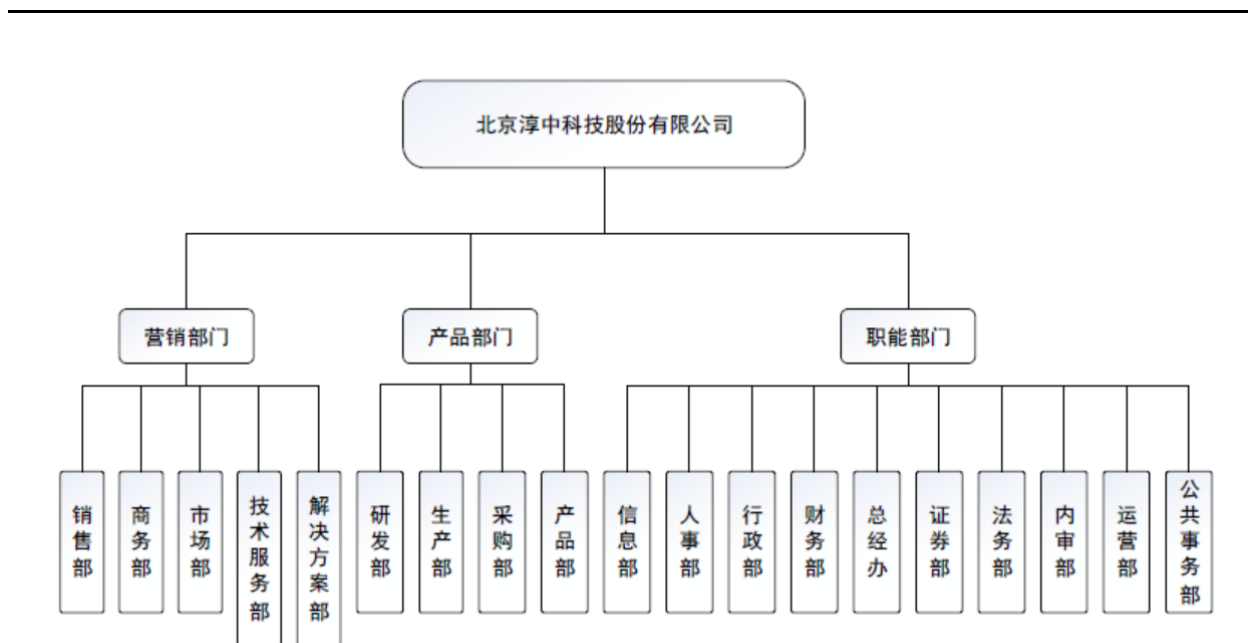 北京淳中科技股份有限公司
营销部门
产品部门
职能部门
销售部
商务部
市场部
技术服务部
解决方案部
研发部
生产部
采购部
产品部
信息部
人事部
行政部
财务部
总经办
证券部
法务部
内审部
运营部
公共事务部